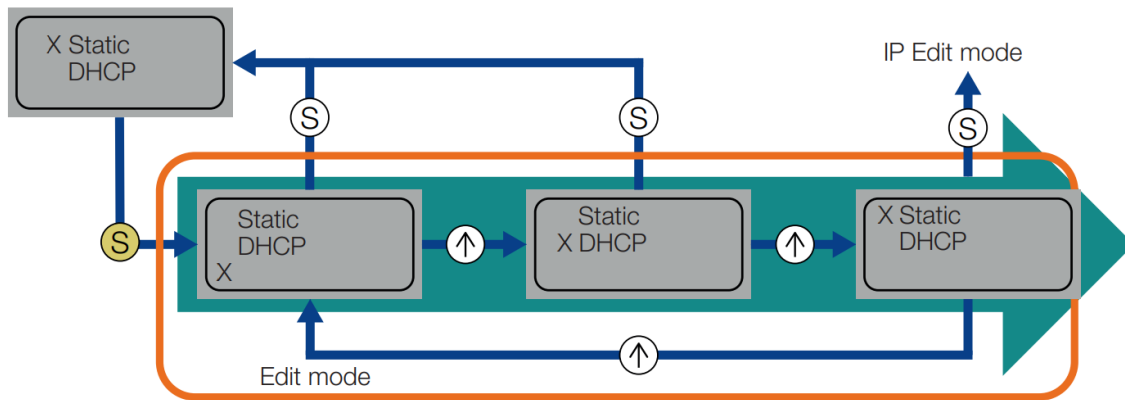 X Static
DHCP
IP Edit mode
S
S
S
S
Static
DHCP
X
↑
Static
X DHCP
↑
X Static
DHCP
↑
Edit mode